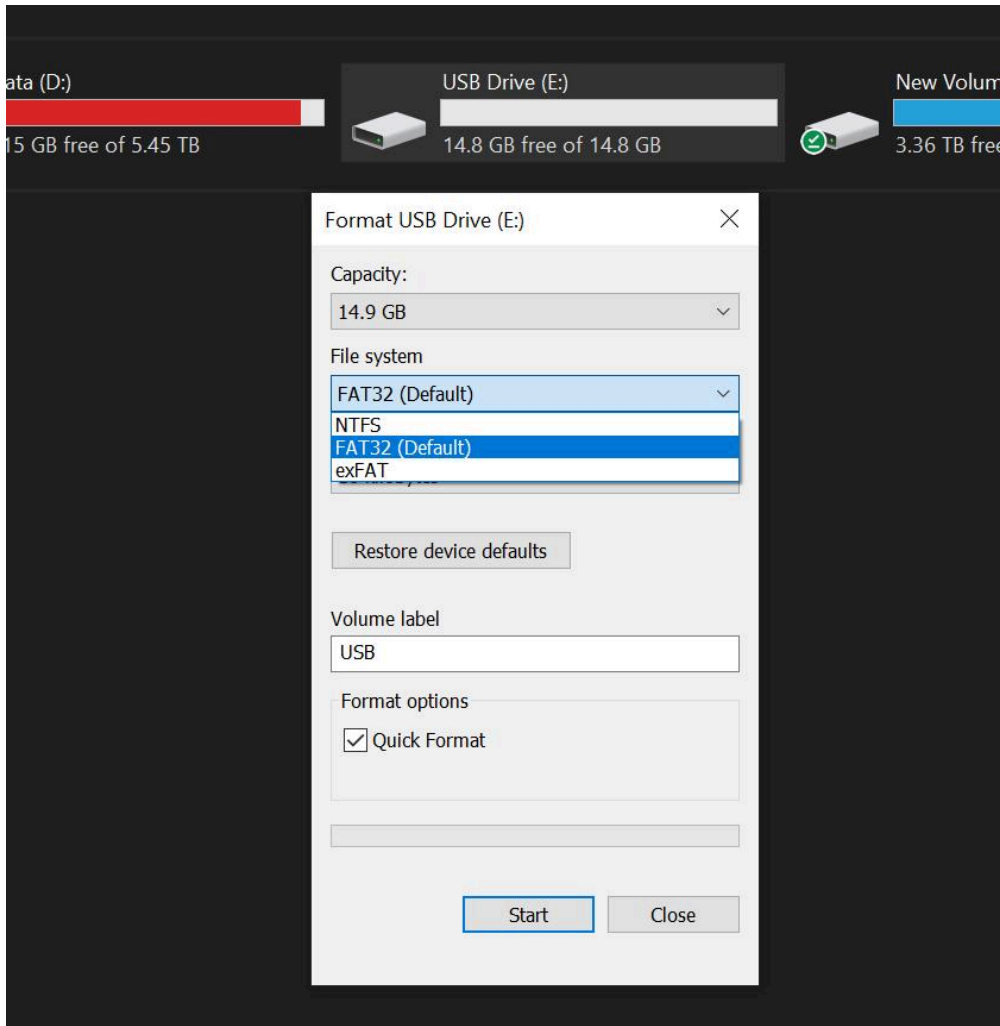 ata (D:)
15 GB free of 5.45 TB
USB Drive (E:)
14.8 GB free of 14.8 GB
New Volum
3.36 TB free
Format USB Drive (E:)
Capacity:
14.9 GB
File system
FAT32 (Default)
NTFS
FAT32 (Default)
exFAT
Restore device defaults
Volume label
USB
Format options
Quick Format
Start
Close